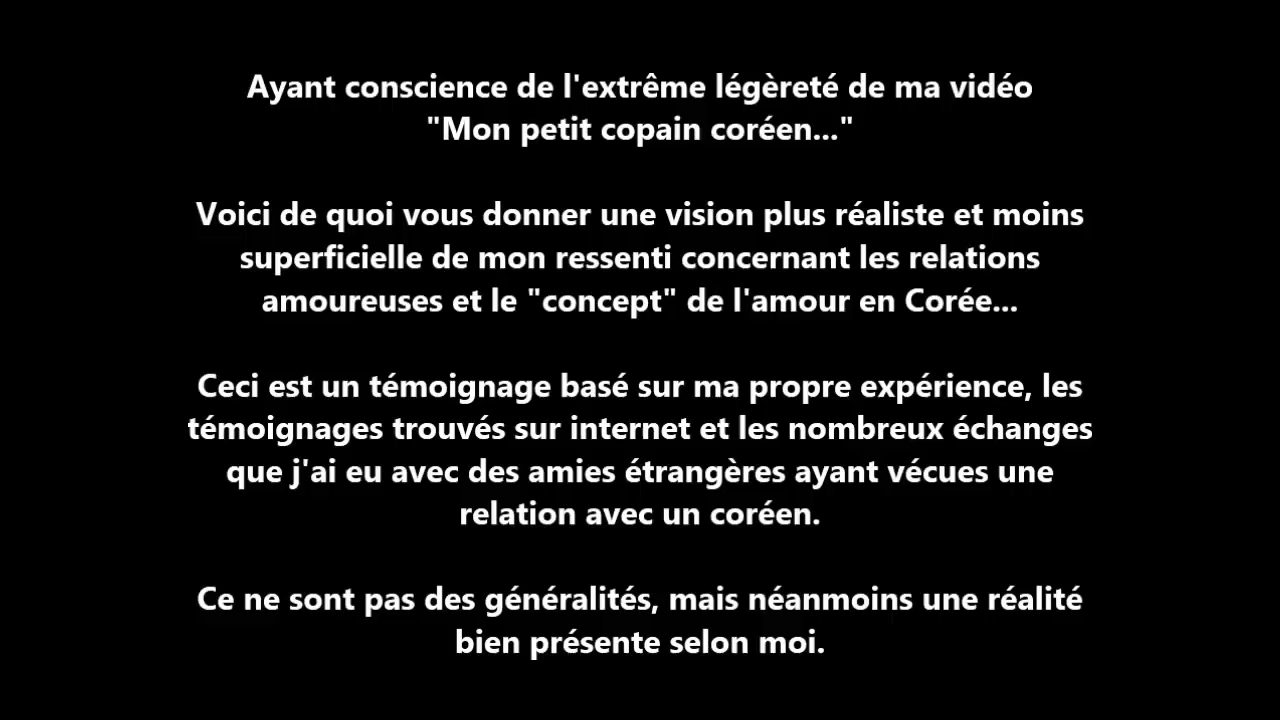 Ayant conscience de l'extrême légèreté de ma vidéo
"Mon petit copain coréen..."
Voici de quoi vous donner une vision plus réaliste et moins
superficielle de mon ressenti concernant les relations
amoureuses et le "concept" de l'amour en Corée...
Ceci est un témoignage basé sur ma propre expérience, les
témoignages trouvés sur internet et les nombreux échanges
que j'ai eu avec des amies étrangères ayant vécues une
relation avec un coréen.
Ce ne sont pas des généralités, mais néanmoins une réalité
bien présente selon moi.